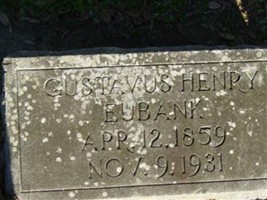 GUSTAVUS HENRY
EUBANK
APR. 12. 1859
NOV. 9. 1931